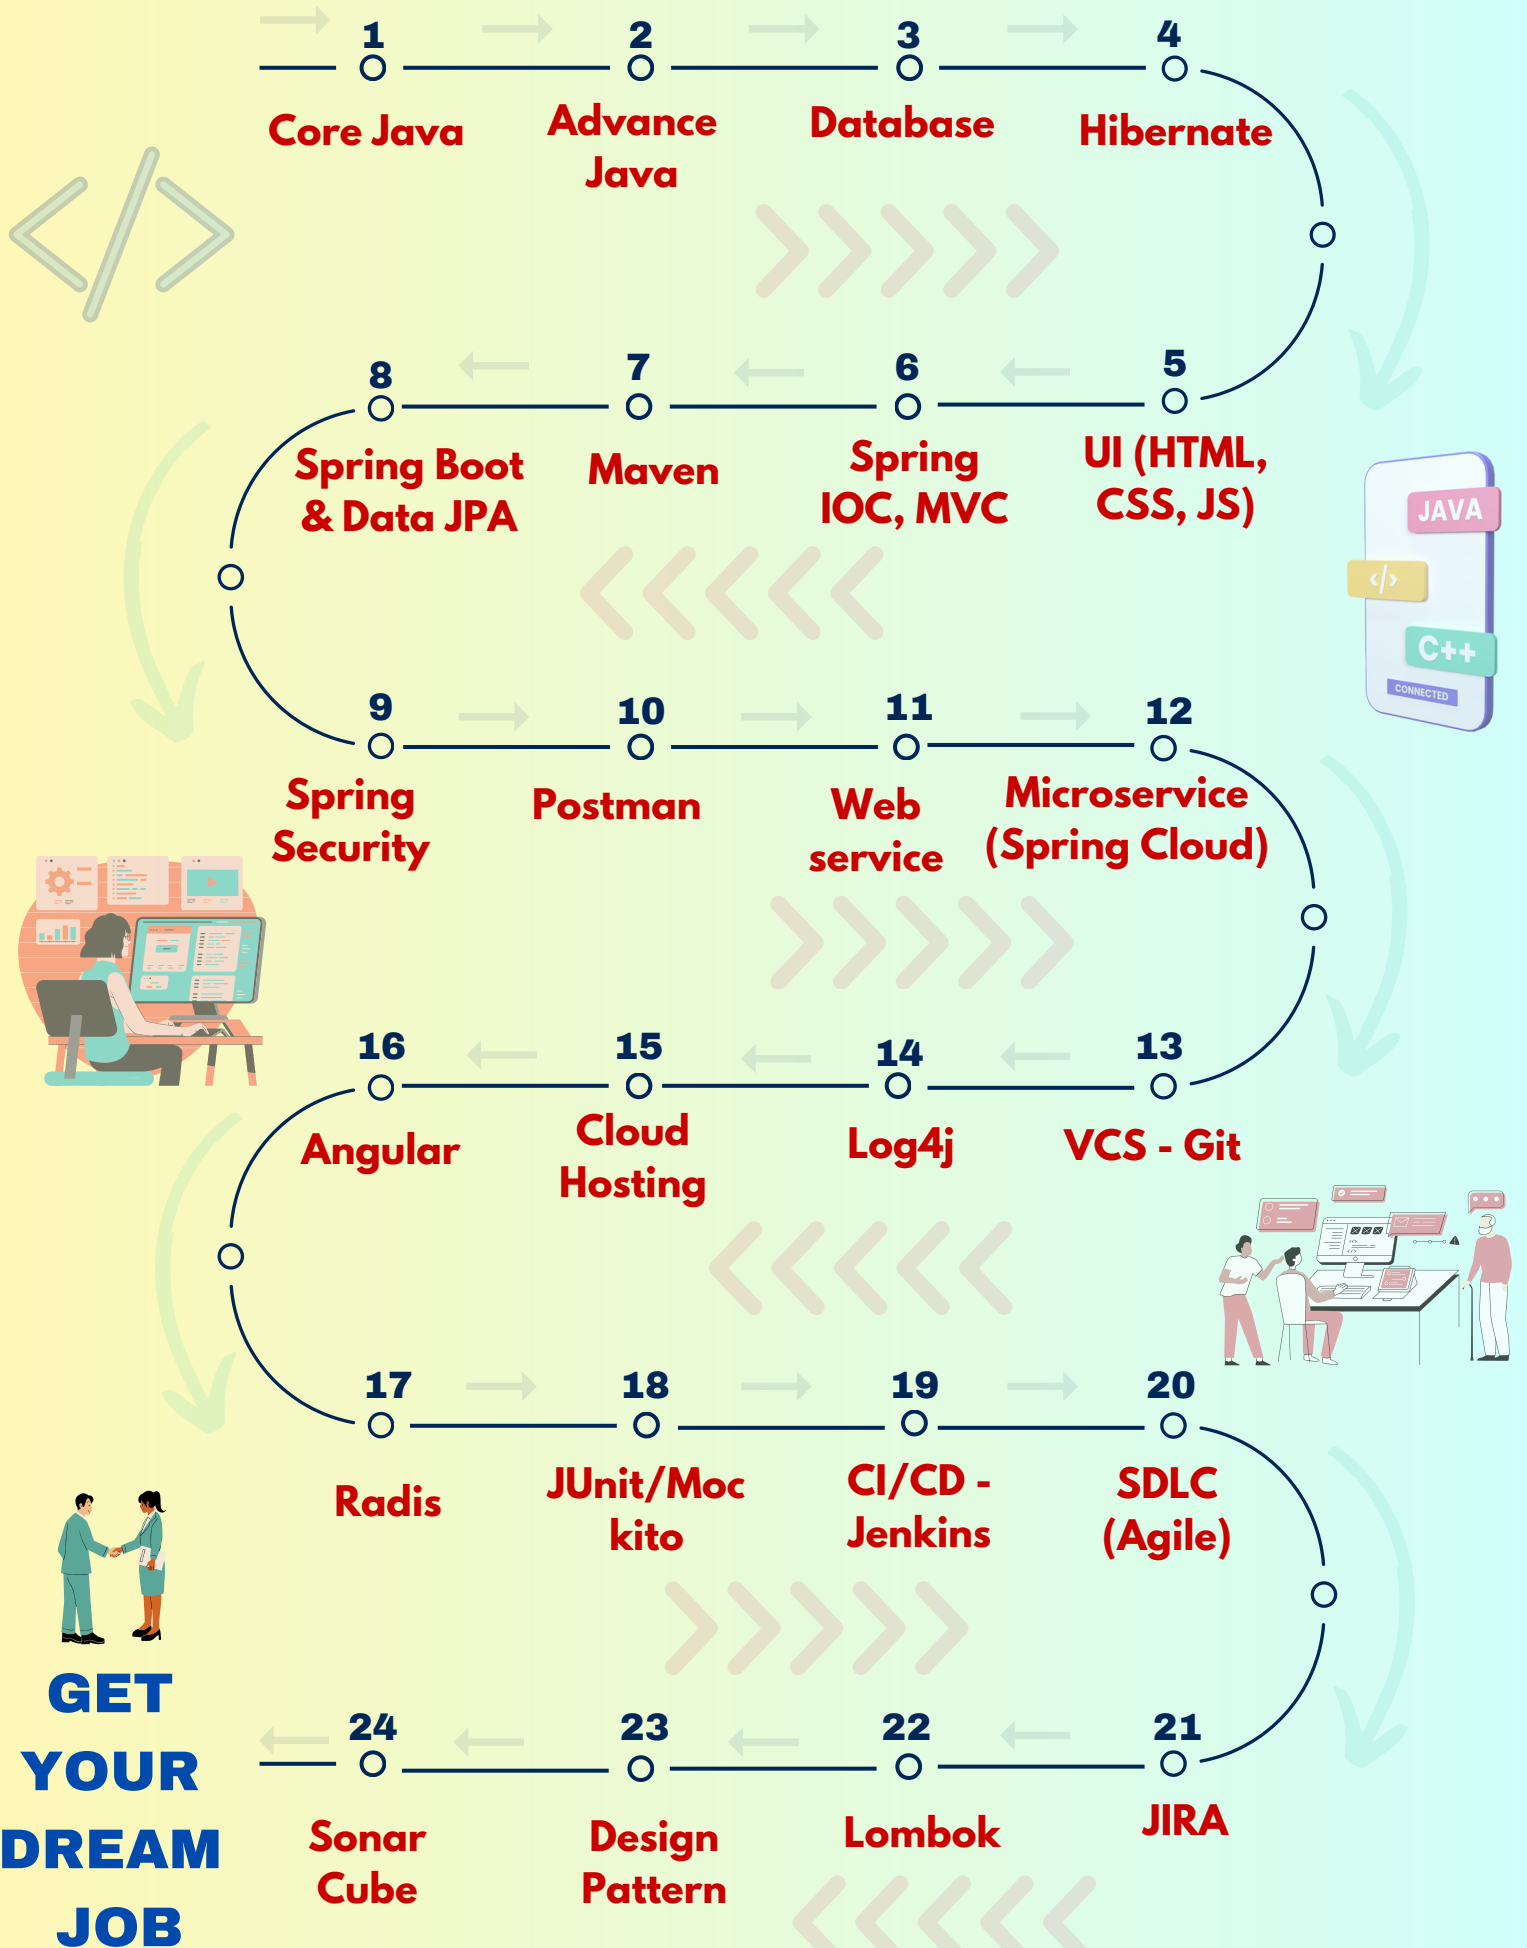 1
Core Java
2
Advance
Java
3
Database
4
Hibernate
5
UI (HTML,
CSS, JS)
6
Spring
IOC, MVC
7
Maven
8
Spring Boot
& Data JPA
JAVA
</>
C++
CONNECTED
9
Spring
Security
10
Postman
11
Web
service
12
Microservice
(Spring Cloud)
13
VCS - Git
14
Log4j
15
Cloud
Hosting
16
Angular
17
Radis
18
JUnit/Moc
kito
19
CI/CD -
Jenkins
20
SDLC
(Agile)
21
JIRA
22
Lombok
23
Design
Pattern
24
Sonar
Cube
GET
YOUR
DREAM
JOB